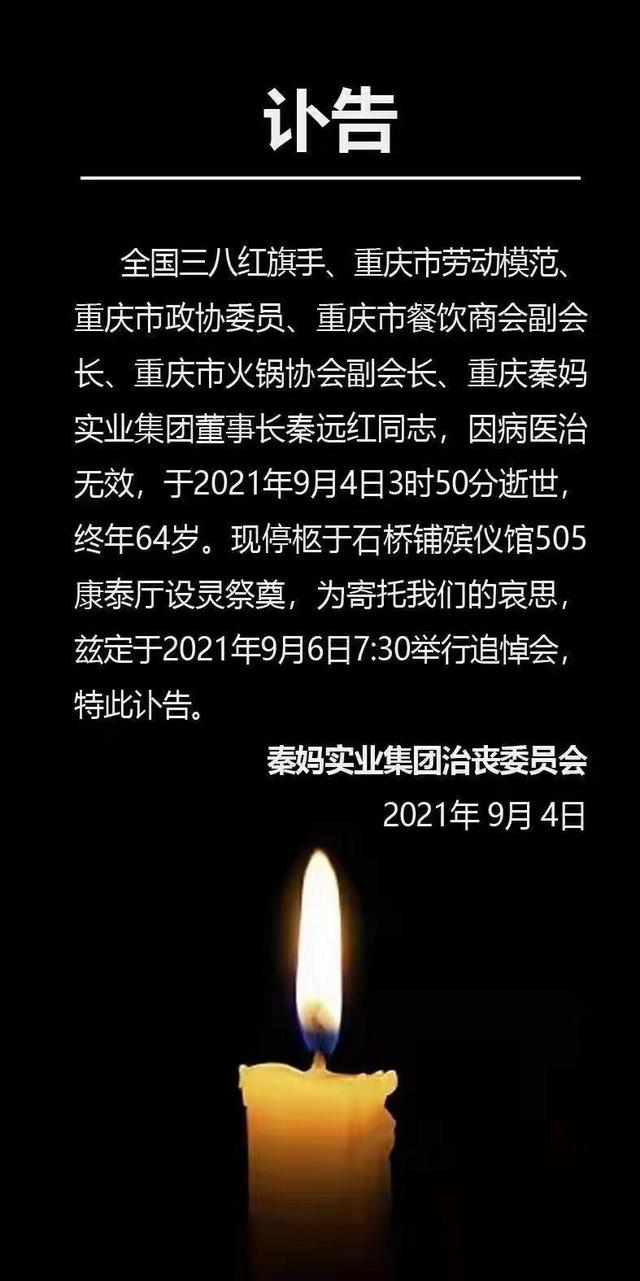 讣告
全国三八红旗手、重庆市劳动模范、
重庆市政协委员、重庆市餐饮商会副会
长、重庆市火锅协会副会长、重庆秦妈
实业集团董事长秦远红同志，因病医治
无效，于2021年9月4日3时50分逝世，
终年64岁。现停柩于石桥铺殡仪馆505
康泰厅设灵祭奠，为寄托我们的哀思，
兹定于2021年9月6日7:30举行追悼会，
特此讣告。
秦妈实业集团治丧委员会
2021年 9月 4日